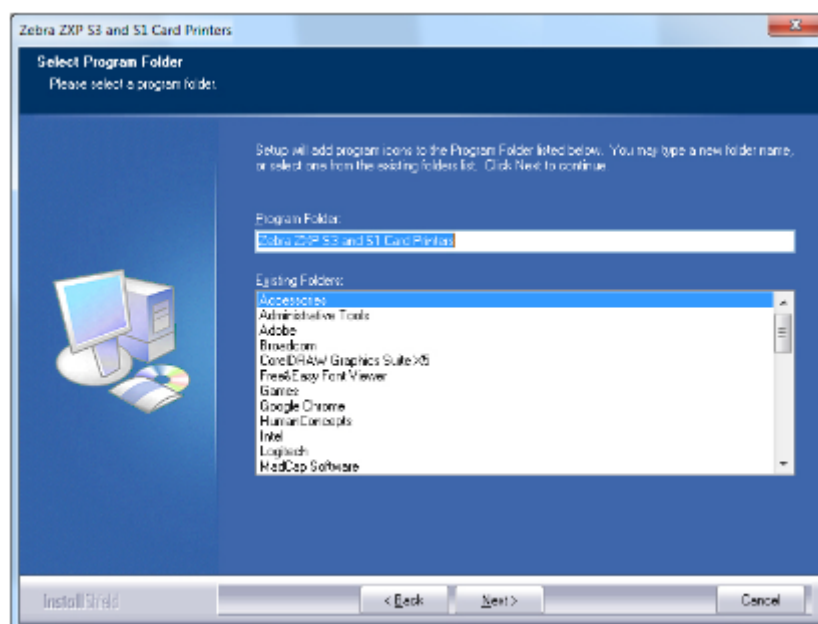 Zebra ZXP S3 and S1 Card Printers
Select Program Folder
Please select a program folder.
Setup will add program icons to the Program Folder listed below. You may type a new folder name,
or select one from the existing folders list. Click Next to continue.
Program Folder:
Zebra ZXP S3 and S1 Card Printers
Existing Folders:
Accessories
Administrative Tools
Adobe
Broadcom
CorelDRAW Graphics Suite X5
Free&Easy Font Viewer
Games
Google Chrome
HumanConcepts
Intel
Logitech
MadCap Software
InstallShield
< Back
Next >
Cancel